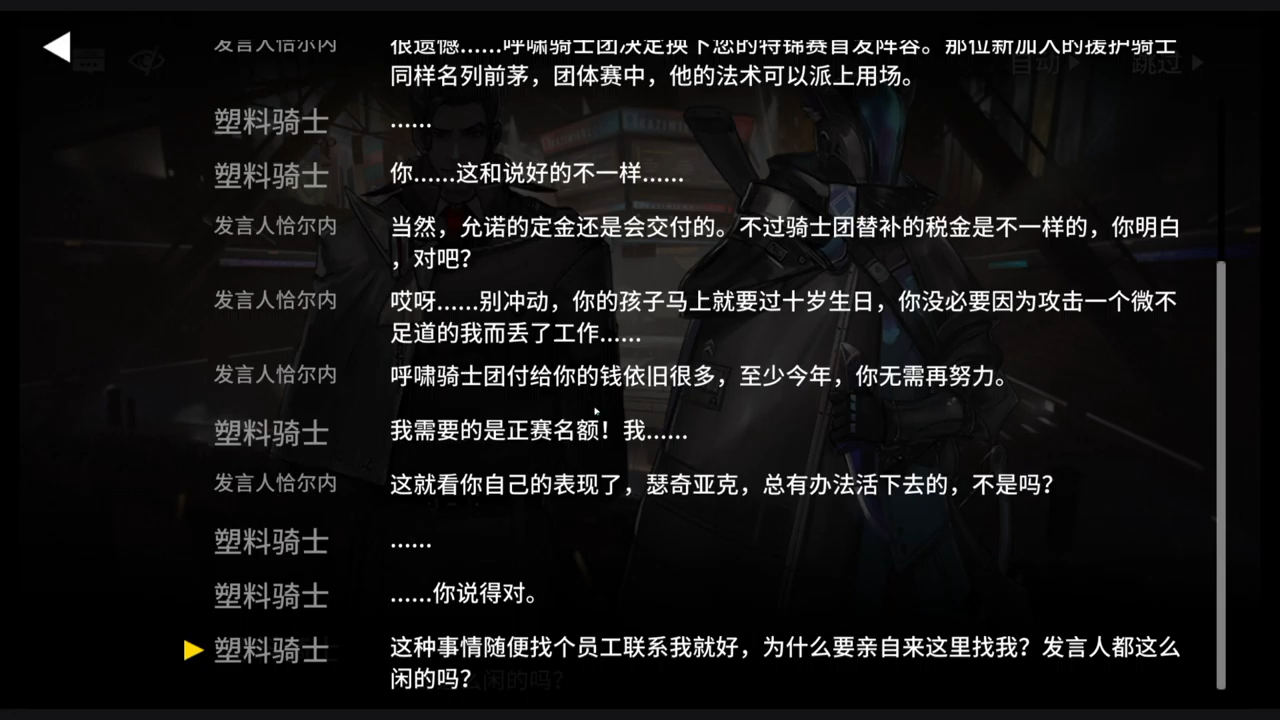 发言人恰尔内 很遗憾……呼啸骑士团决定换下您的特锦赛首发阵容。那位新加入的援护骑士
同样名列前茅，团体赛中，他的法术可以派上用场。
自动 跳过
塑料骑士 ……
塑料骑士 你……这和说好的不一样……
发言人恰尔内 当然，允诺的定金还是会交付的。不过骑士团替补的税金是不一样的，你明白
，对吧？
发言人恰尔内 哎呀……别冲动，你的孩子马上就要过十岁生日，你没必要因为攻击一个微不
足道的我而丢了工作……
发言人恰尔内 呼啸骑士团付给你的钱依旧很多，至少今年，你无需再努力。
塑料骑士 我需要的是正赛名额！我……
发言人恰尔内 这就看你自己的表现了，瑟奇亚克，总有办法活下去的，不是吗？
塑料骑士 ……
塑料骑士 ……你说得对。
塑料骑士 这种事情随便找个员工联系我就好，为什么要亲自来这里找我？发言人都这么
闲的吗？